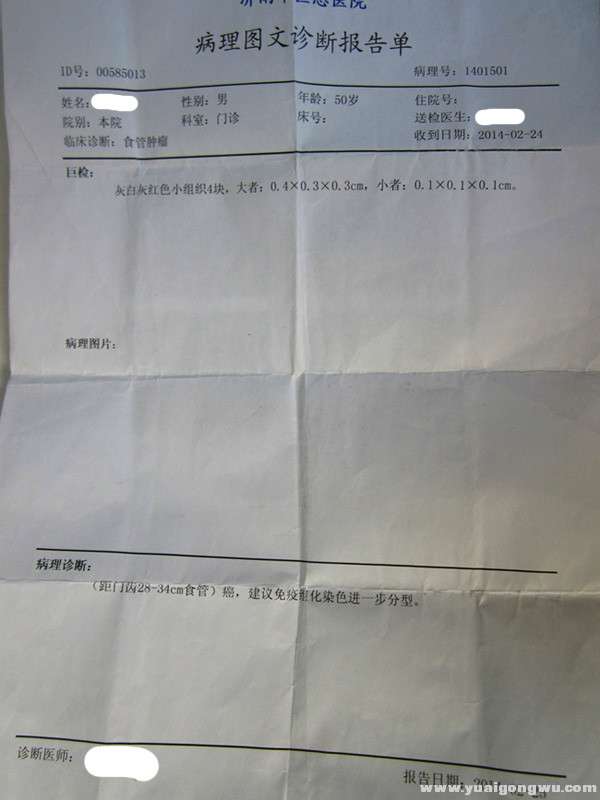 病理图文诊断报告单
ID号：00585013 病理号：1401501
姓名： 性别：男 年龄：50岁 住院号：
院别：本院 科室：门诊 床号： 送检医生：
临床诊断：食管肿瘤 收到日期：2014-02-24
巨检：
灰白灰红色小组织4块，大者：0.4×0.3×0.3cm，小者：0.1×0.1×0.1cm。
病理图片：
病理诊断：
（距门齿28-34cm食管）癌，建议免疫组化染色进一步分型。
诊断医师：
报告日期：2014-02-25
www.yuaigongwu.com